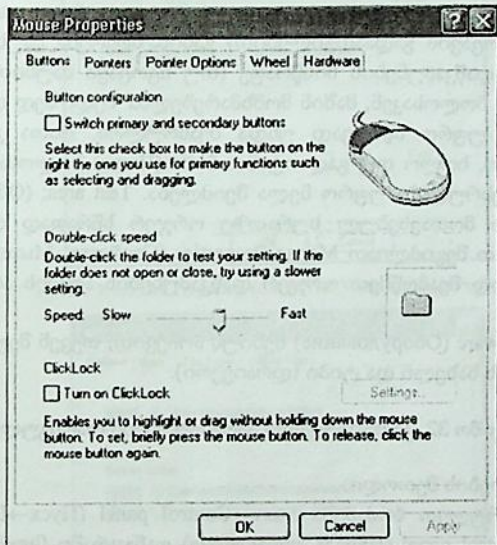 Mouse Properties
Buttons Pointers Pointer Options Wheel Hardware
Button configuration
Switch primary and secondary buttons
Select this check box to make the button on the
right the one you use for primary functions such
as selecting and dragging.
Double-click speed
Double-click the folder to test your setting. If the
folder does not open or close, try using a slower
setting.
Speed: Slow Fast
ClickLock
Turn on ClickLock
Settings...
Enables you to highlight or drag without holding down the mouse
button. To set, briefly press the mouse button. To release, click the
mouse button again.
OK Cancel Apply